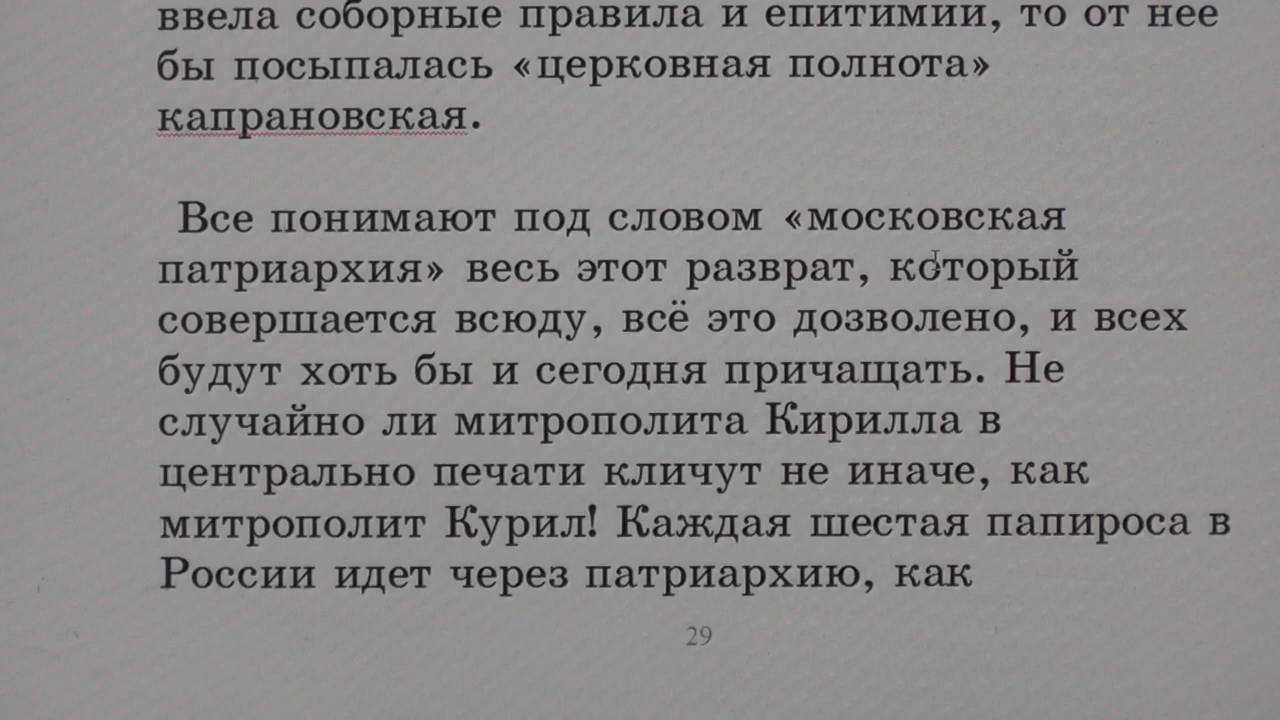 ввела соборные правила и епитимии, то от нее
бы посыпалась «церковная полнота»
капрановская.
Все понимают под словом «московская
патриархия» весь этот разврат, который
совершается всюду, всё это дозволено, и всех
будут хоть бы и сегодня причащать. Не
случайно ли митрополита Кирилла в
центрально печати кличут не иначе, как
митрополит Курил! Каждая шестая папироса в
России идет через патриархию, как
29